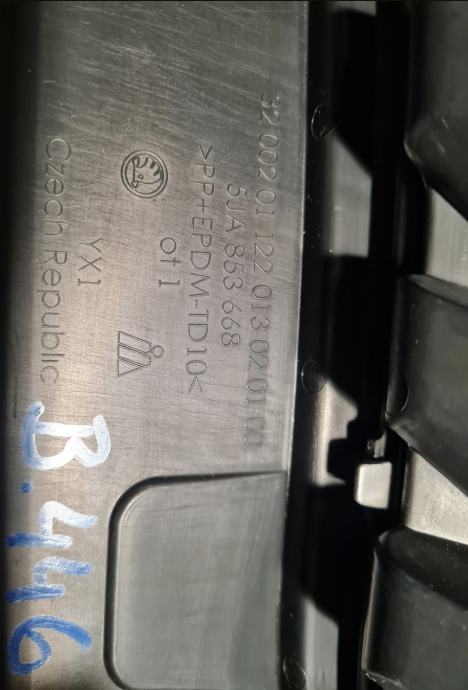 32 002 01 122 013 02 01 00
5JA 853 668
>PP+EPDM-TD10<
ot 1
YX1
Czech Republic
B.446